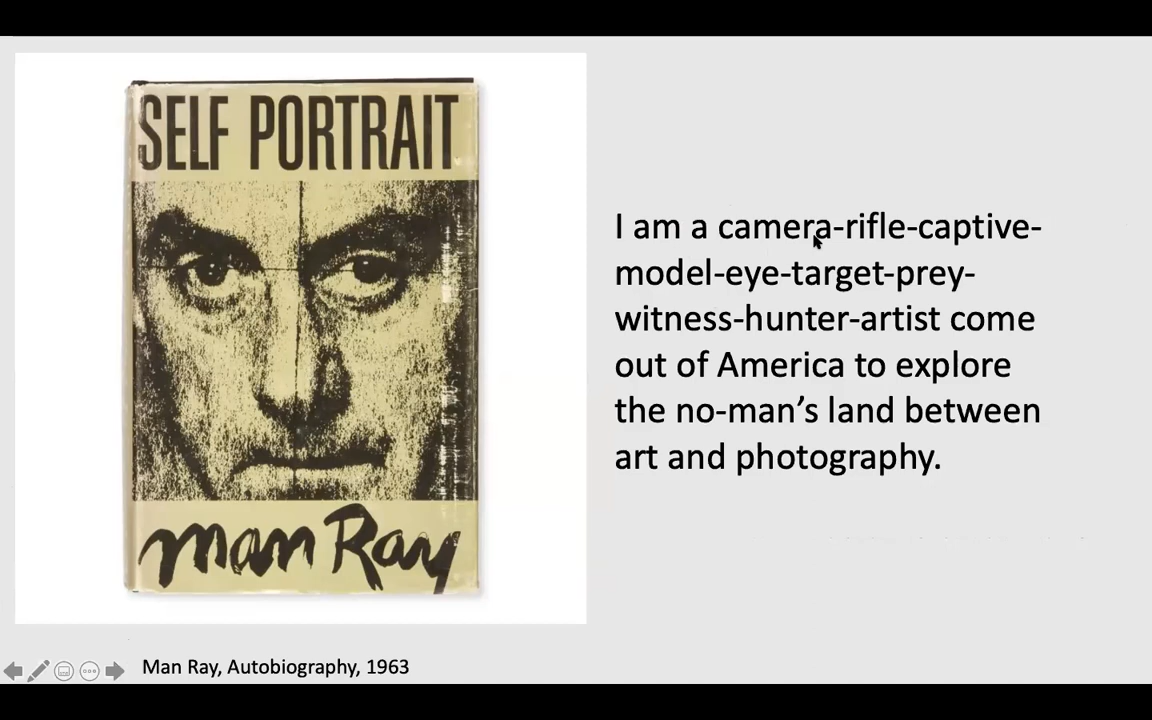 SELF PORTRAIT
man Ray
I am a camera-rifle-captive-
model-eye-target-prey-
witness-hunter-artist come
out of America to explore
the no-man’s land between
art and photography.
Man Ray, Autobiography, 1963